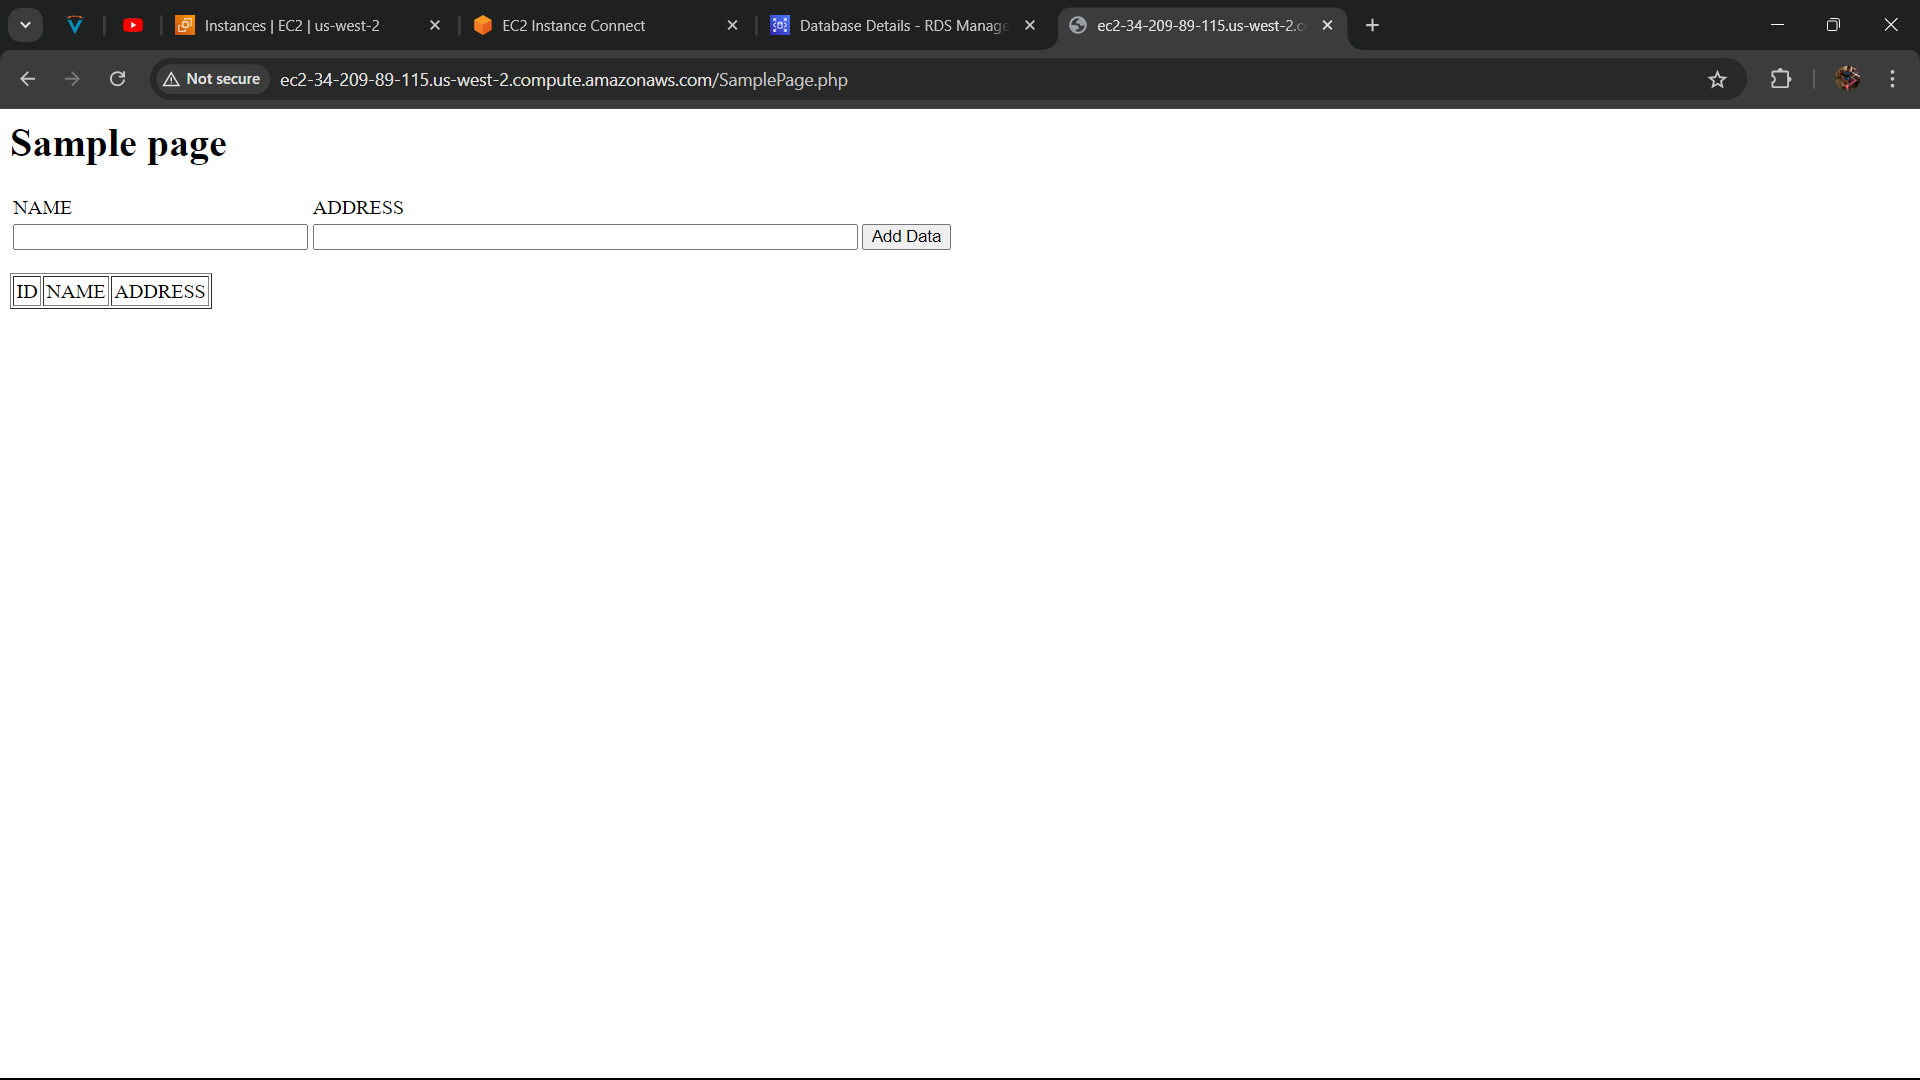 Instances | EC2 | us-west-2
EC2 Instance Connect
Database Details - RDS Manage
ec2-34-209-89-115.us-west-2.c
Not secure
ec2-34-209-89-115.us-west-2.compute.amazonaws.com/SamplePage.php
Sample page
NAME ADDRESS
Add Data
ID NAME ADDRESS